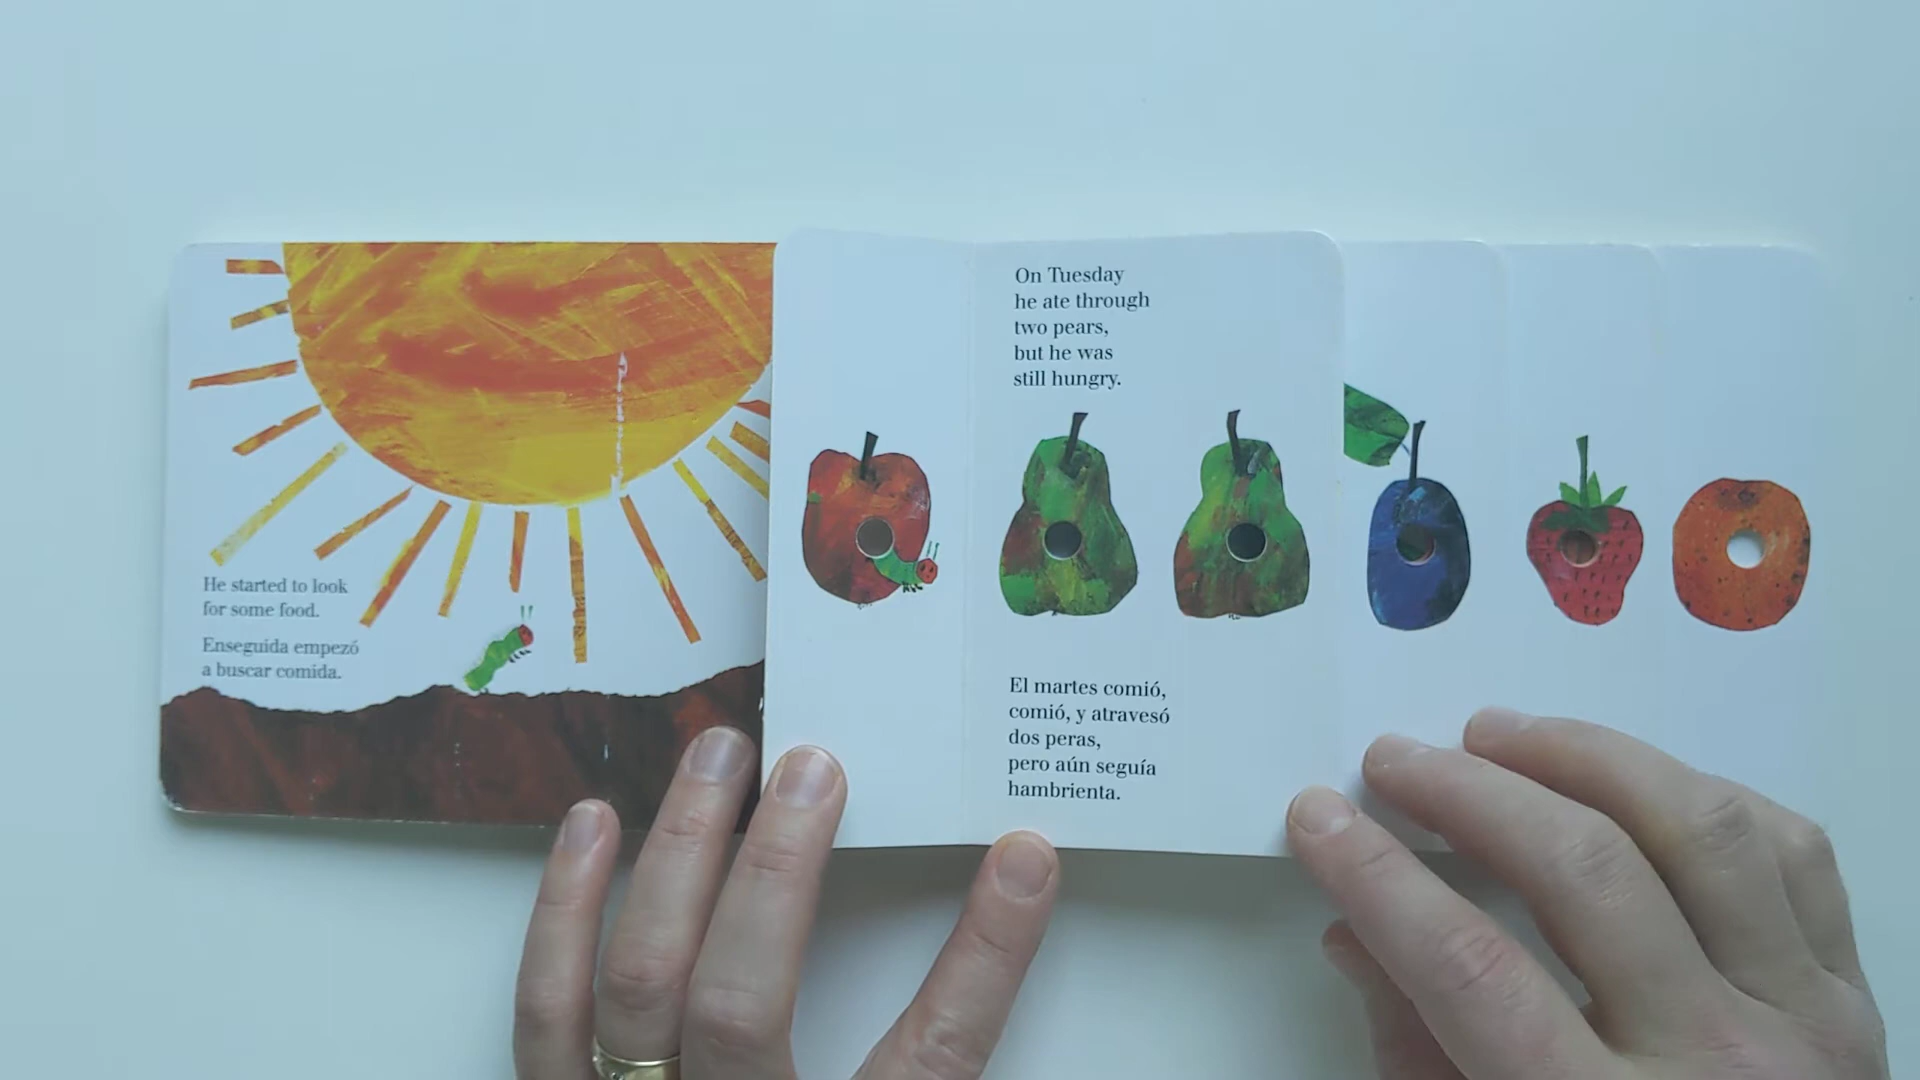 He started to look
for some food.
Enseguida empezó
a buscar comida.
On Tuesday
he ate through
two pears,
but he was
still hungry.
El martes comió,
comió, y atravesó
dos peras,
pero aún seguía
hambrienta.